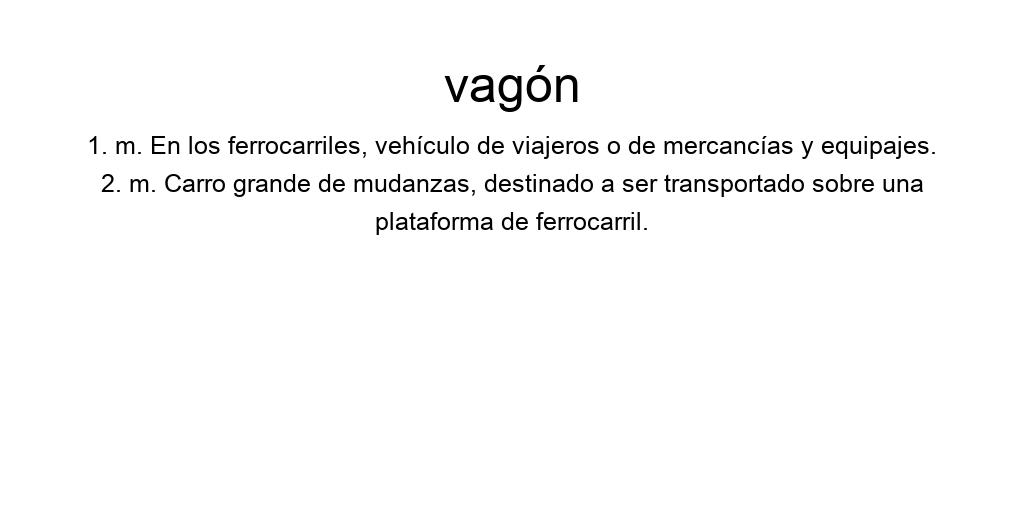 vagón
1. m. En los ferrocarriles, vehículo de viajeros o de mercancías y equipajes.
2. m. Carro grande de mudanzas, destinado a ser transportado sobre una
plataforma de ferrocarril.